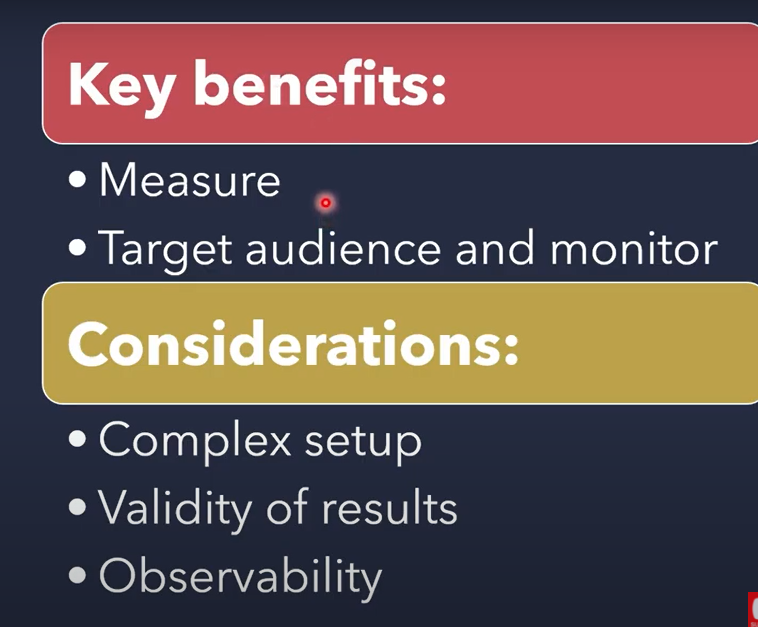 Key benefits:
• Measure
• Target audience and monitor
Considerations:
• Complex setup
• Validity of results
• Observability